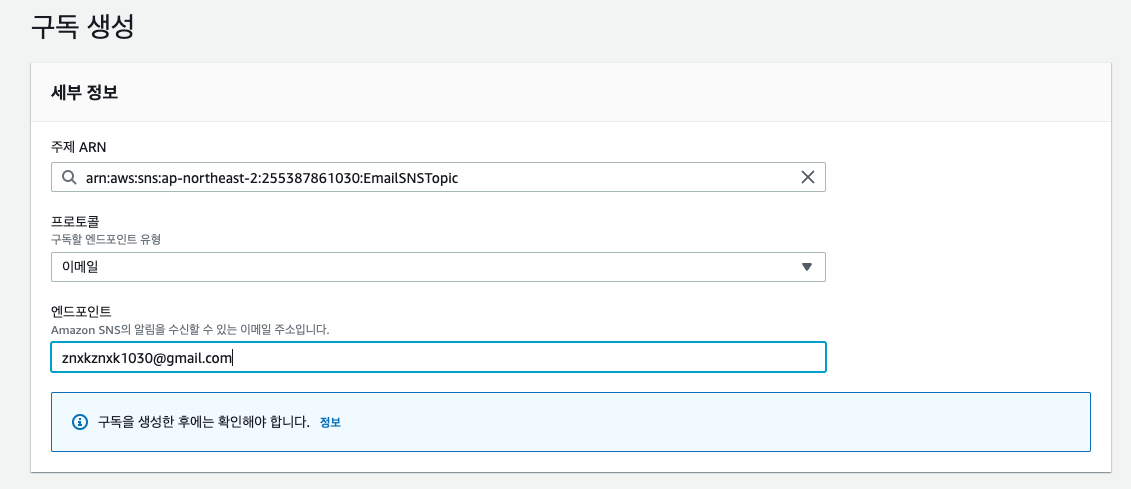 구독 생성
세부 정보
주제 ARN
arn:aws:sns:ap-northeast-2:255387861030:EmailSNSTopic
프로토콜
구독할 엔드포인트 유형
이메일
엔드포인트
Amazon SNS의 알림을 수신할 수 있는 이메일 주소입니다.
znxkznxk1030@gmail.com
구독을 생성한 후에는 확인해야 합니다. 정보